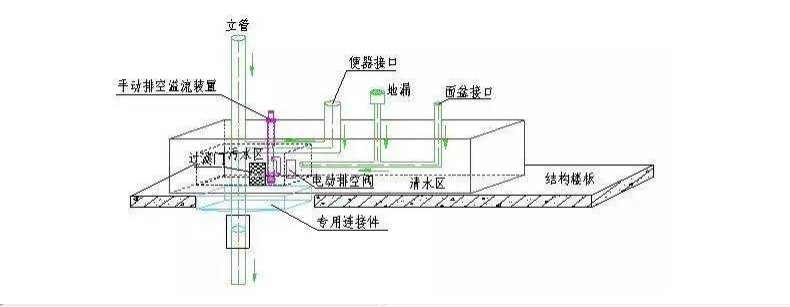 立管
便器接口
手动排空溢流装置
地漏
面盆接口
过滤门
污水区
电动排空阀
清水区
结构楼板
专用连接件